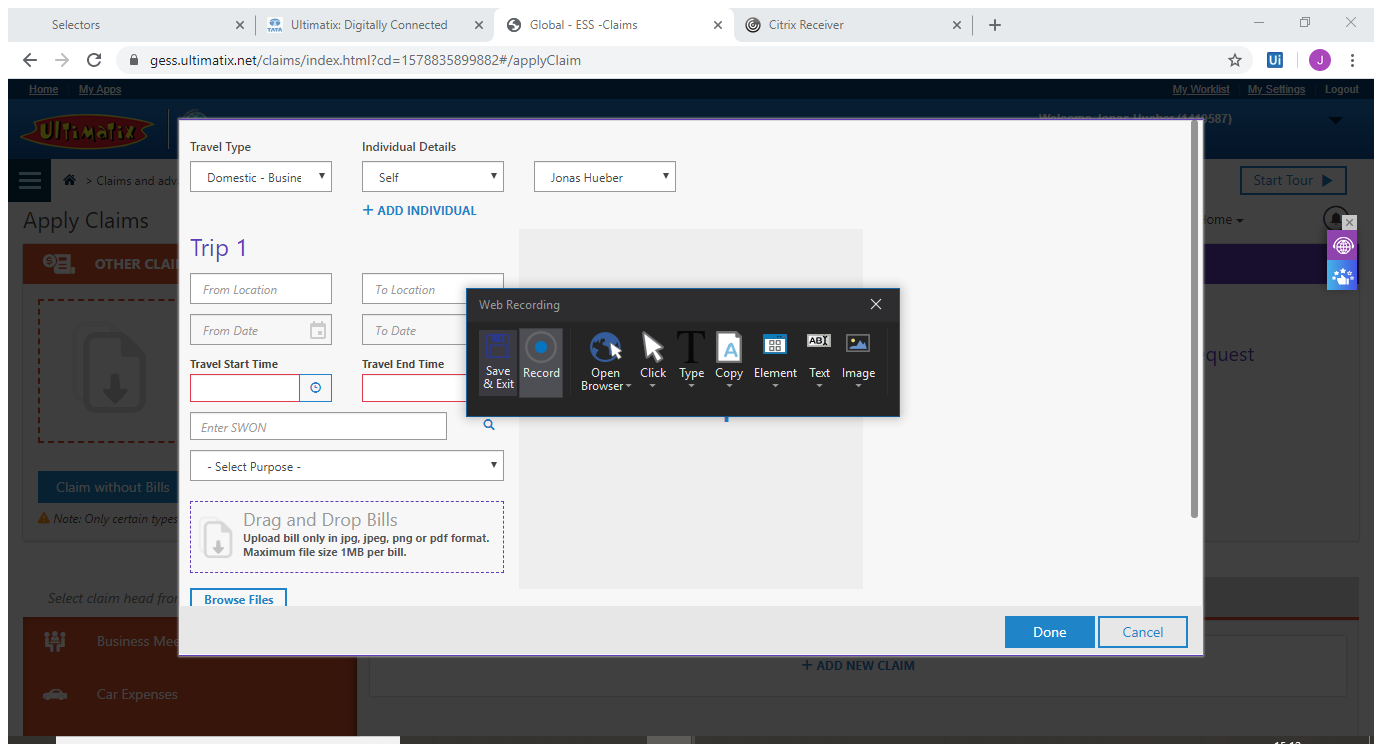 Selectors
Ultimatix: Digitally Connected
Global - ESS -Claims
Citrix Receiver
gess.ultimatix.net/claims/index.html?cd=1578835899882#/applyClaim
Ui
J
Home
My Apps
My Worklist
My Settings
Logout
Ultimatix
> Claims and adv
Start Tour
Apply Claims
ome
OTHER CLAI
Claim without Bills
Note: Only certain types
quest
Select claim head fro
Business Mee
Car Expenses
+ ADD NEW CLAIM
Travel Type
Individual Details
Domestic - Busine
Self
Jonas Hueber
+ ADD INDIVIDUAL
Trip 1
From Location
To Location
From Date
To Date
Travel Start Time
Travel End Time
Enter SWON
- Select Purpose -
Drag and Drop Bills
Upload bill only in jpg, jpeg, png or pdf format.
Maximum file size 1MB per bill.
Browse Files
Done
Cancel
Web Recording
Save & Exit
Record
Open Browser
Click
Type
Copy
Element
Text
Image